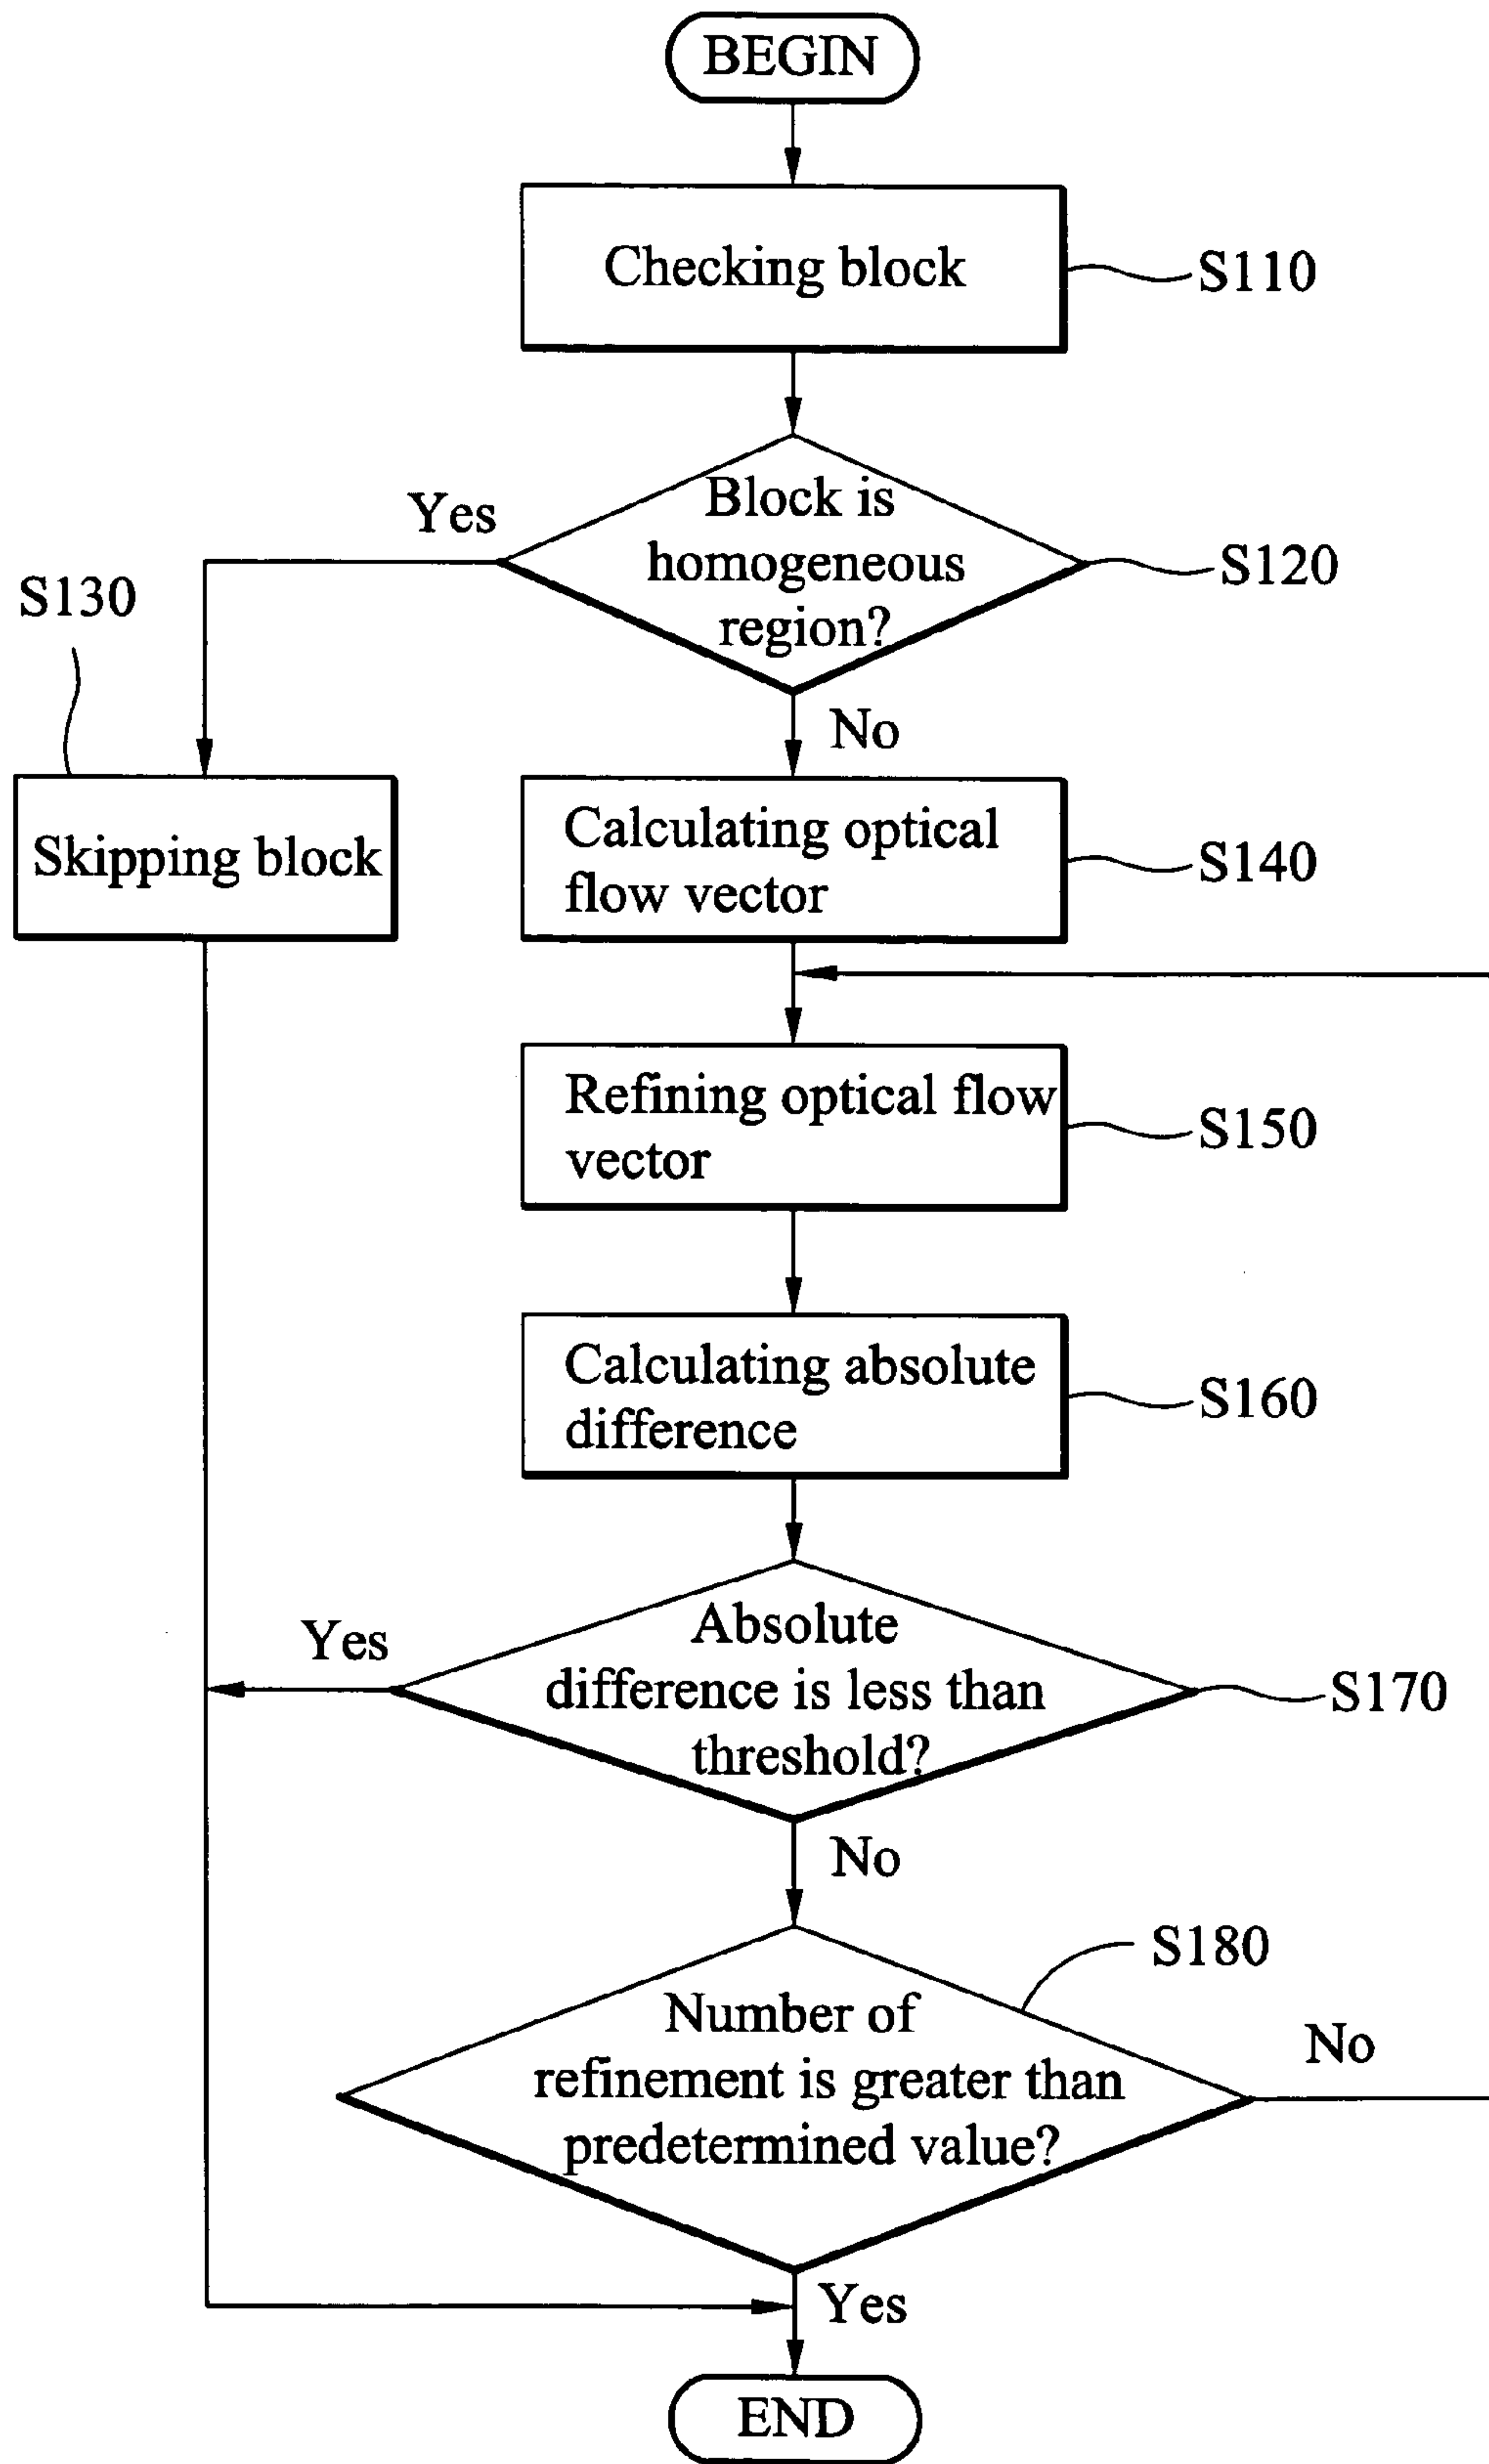 BEGIN
Checking block
S110
Block is
homogeneous
region?
Yes
S120
S130
No
Skipping block
Calculating optical
flow vector
S140
Refining optical flow
vector
S150
Calculating absolute
difference
S160
Absolute
difference is less than
threshold?
Yes
S170
No
S180
Number of
refinement is greater than
predetermined value?
No
Yes
END